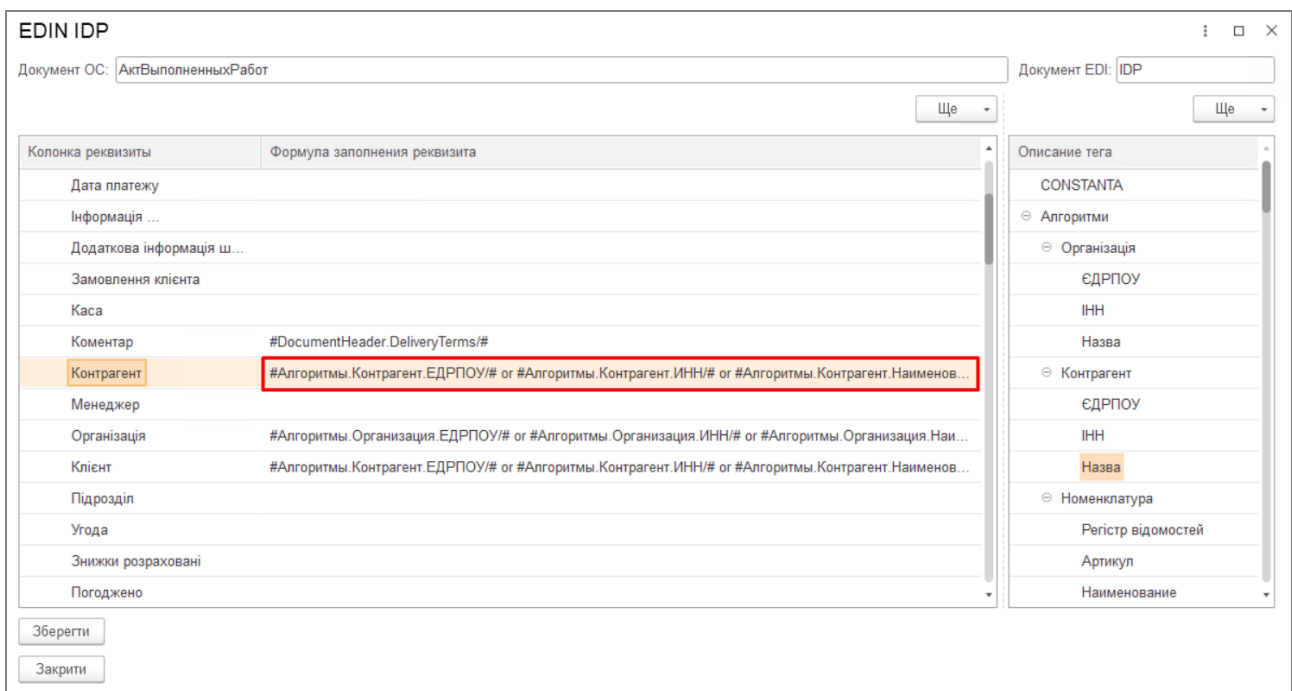 EDIN IDP
Документ ОС: АктВыполненныхРабот
Документ EDI: IDP
Ще
Ще
Колонка реквизиты Формула заполнения реквизита
Дата платежу
Інформація ...
Додаткова інформація ш...
Замовлення клієнта
Каса
Коментар #DocumentHeader.DeliveryTerms/#
Контрагент #Алгоритмы.Контрагент.ЕДРПОУ/# or #Алгоритмы.Контрагент.ИНН/# or #Алгоритмы.Контрагент.Наименов...
Менеджер
Організація #Алгоритмы.Организация.ЕДРПОУ/# or #Алгоритмы.Организация.ИНН/# or #Алгоритмы.Организация.Наи...
Клієнт #Алгоритмы.Контрагент.ЕДРПОУ/# or #Алгоритмы.Контрагент.ИНН/# or #Алгоритмы.Контрагент.Наименов...
Підрозділ
Угода
Знижки розраховані
Погоджено
Описание тега
CONSTANTA
Алгоритми
Організація
ЄДРПОУ
ІНН
Назва
Контрагент
ЄДРПОУ
ІНН
Назва
Номенклатура
Регістр відомостей
Артикул
Наименование
Зберегти
Закрити